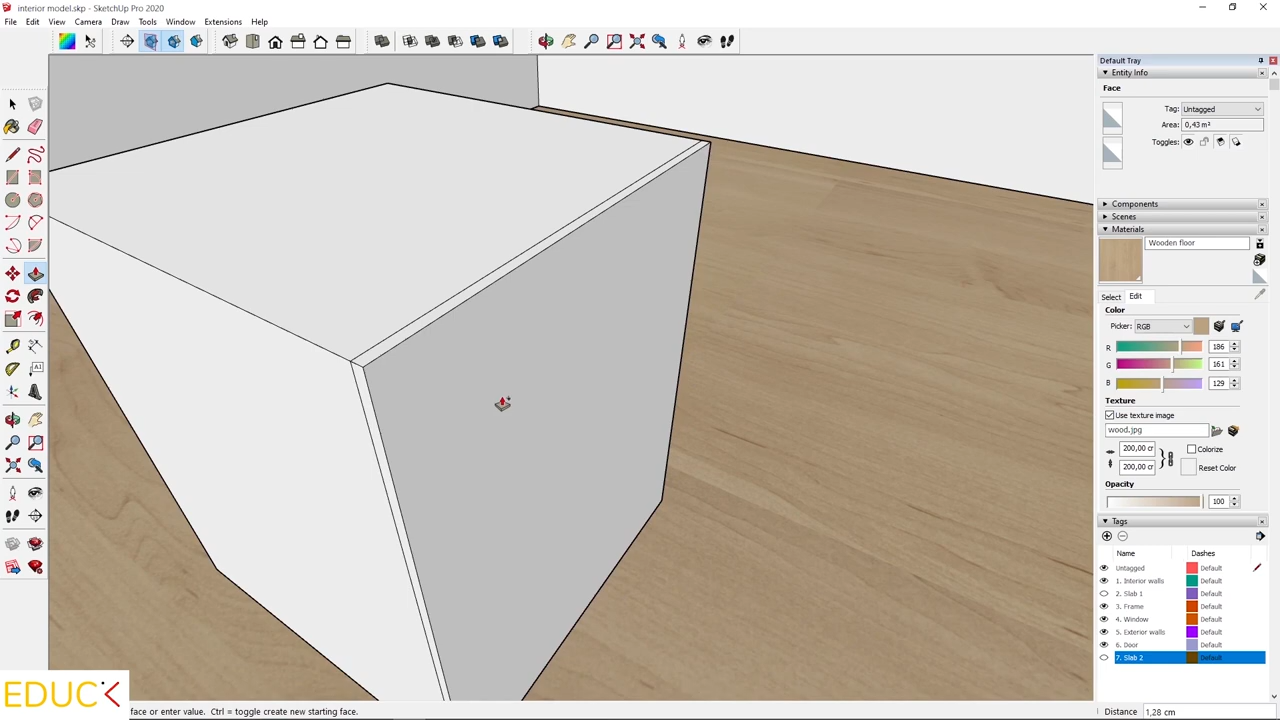 interior model.skp - SketchUp Pro 2020
File Edit View Camera Draw Tools Window Extensions Help
Default Tray
Entity Info
Face
Tag: Untagged
Area: 0,43 m²
Toggles:
Components
Scenes
Materials
Wooden floor
Select Edit
Color
Picker: RGB
R 186
G 161
B 129
Texture
Use texture image
wood.jpg
200,00 cr Colorize
200,00 cr Reset Color
Opacity
100
Tags
Name Dashes
Untagged Default
1. Interior walls Default
2. Slab 1 Default
3. Frame Default
4. Window Default
5. Exterior walls Default
6. Door Default
7. Slab 2 Default
EDUC
face or enter value. Ctrl = toggle create new starting face.
Distance 1,28 cm